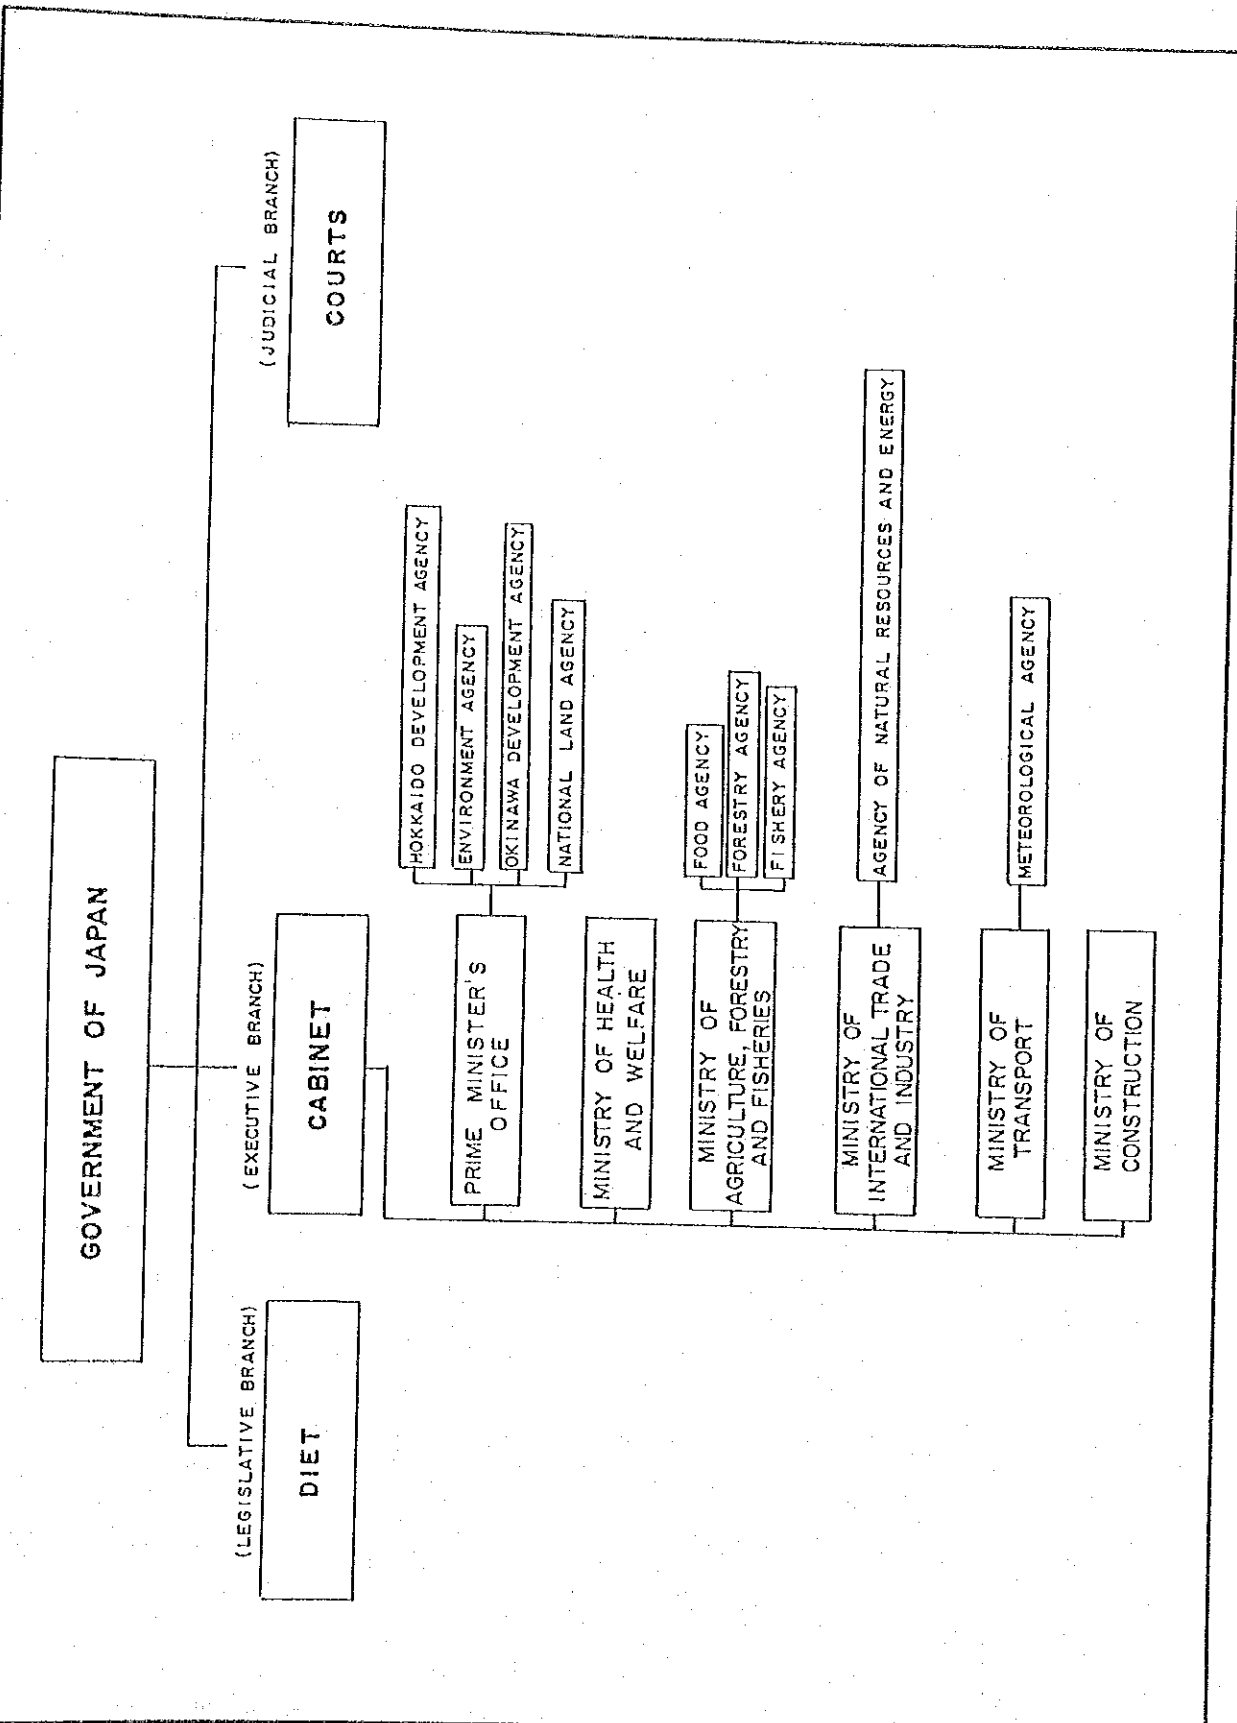 GOVERNMENT OF JAPAN
(LEGISLATIVE BRANCH)
DIET
(EXECUTIVE BRANCH)
CABINET
(JUDICIAL BRANCH)
COURTS
PRIME MINISTER'S
OFFICE
HOKKAIDO DEVELOPMENT AGENCY
ENVIRONMENT AGENCY
OKINAWA DEVELOPMENT AGENCY
NATIONAL LAND AGENCY
MINISTRY OF HEALTH
AND WELFARE
MINISTRY OF
AGRICULTURE, FORESTRY
AND FISHERIES
FOOD AGENCY
FORESTRY AGENCY
FISHERY AGENCY
MINISTRY OF
INTERNATIONAL TRADE
AND INDUSTRY
AGENCY OF NATURAL RESOURCES AND ENERGY
MINISTRY OF
TRANSPORT
METEOROLOGICAL AGENCY
MINISTRY OF
CONSTRUCTION